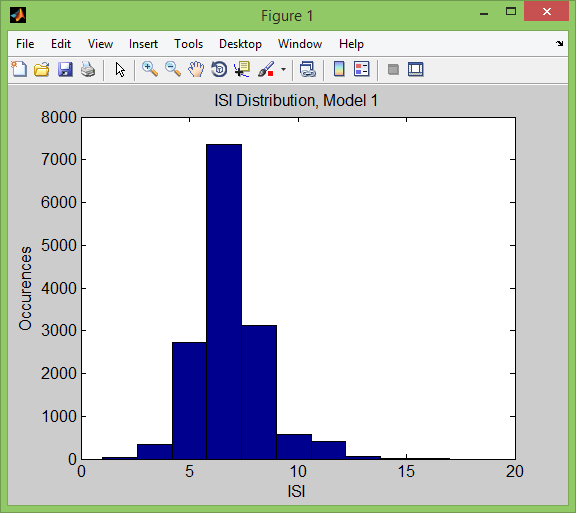 Figure 1
File Edit View Insert Tools Desktop Window Help
ISI Distribution, Model 1
8000
7000
6000
5000
4000
3000
2000
1000
0
Occurences
0 5 10 15 20
ISI